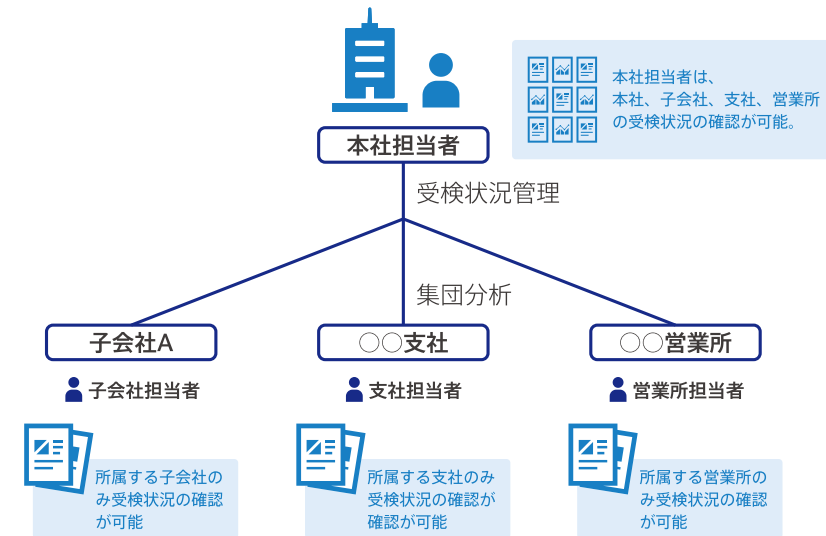 本社担当者は、
本社、子会社、支社、営業所
の受検状況の確認が可能。
本社担当者
受検状況管理
集団分析
子会社A
〇〇支社
〇〇営業所
子会社担当者
支社担当者
営業所担当者
所属する子会社の
み受検状況の確認
が可能
所属する支社のみ
受検状況の確認が
確認が可能
所属する営業所の
み受検状況の確認
が可能